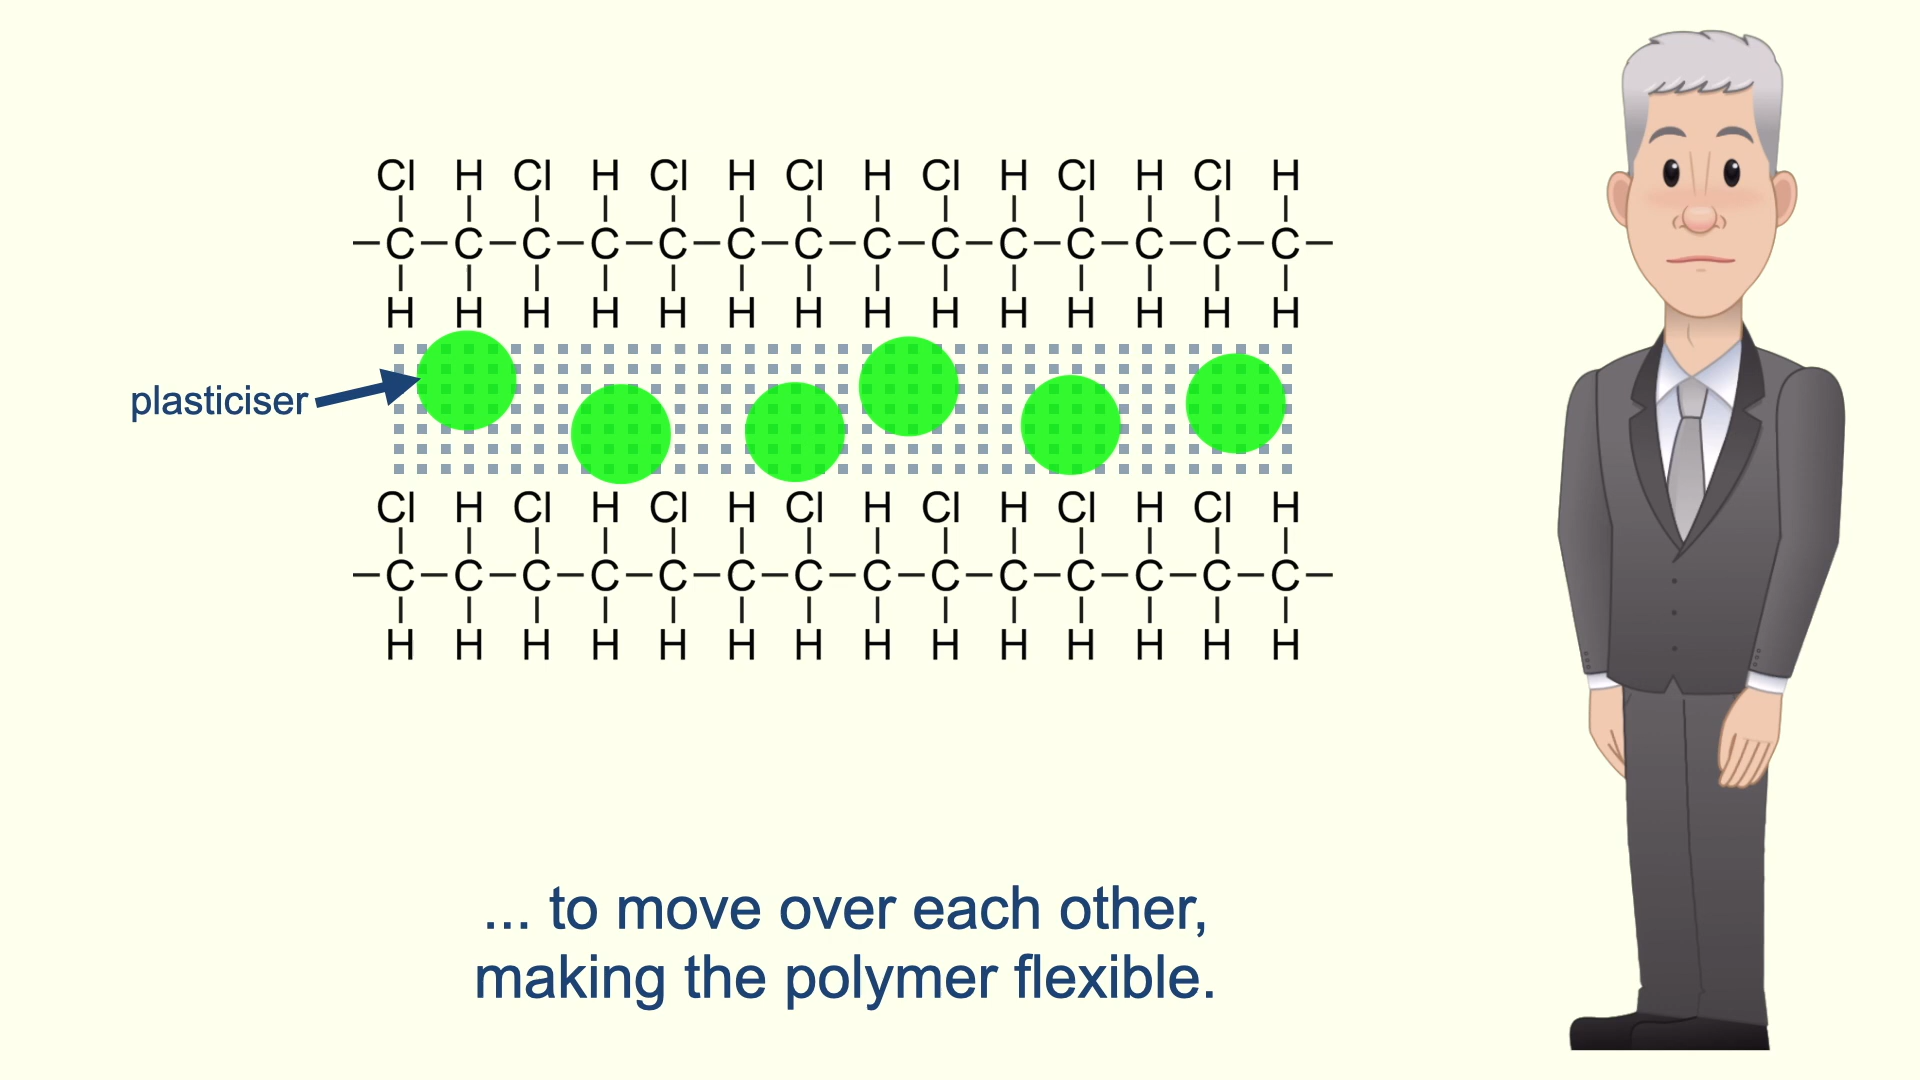 Cl H Cl H Cl H Cl H Cl H Cl H Cl H
–C–C–C–C–C–C–C–C–C–C–C–C–C–C–
H H H H H H H H H H H H H H
plasticiser
Cl H Cl H Cl H Cl H Cl H Cl H Cl H
–C–C–C–C–C–C–C–C–C–C–C–C–C–C–
H H H H H H H H H H H H H H
... to move over each other,
making the polymer flexible.